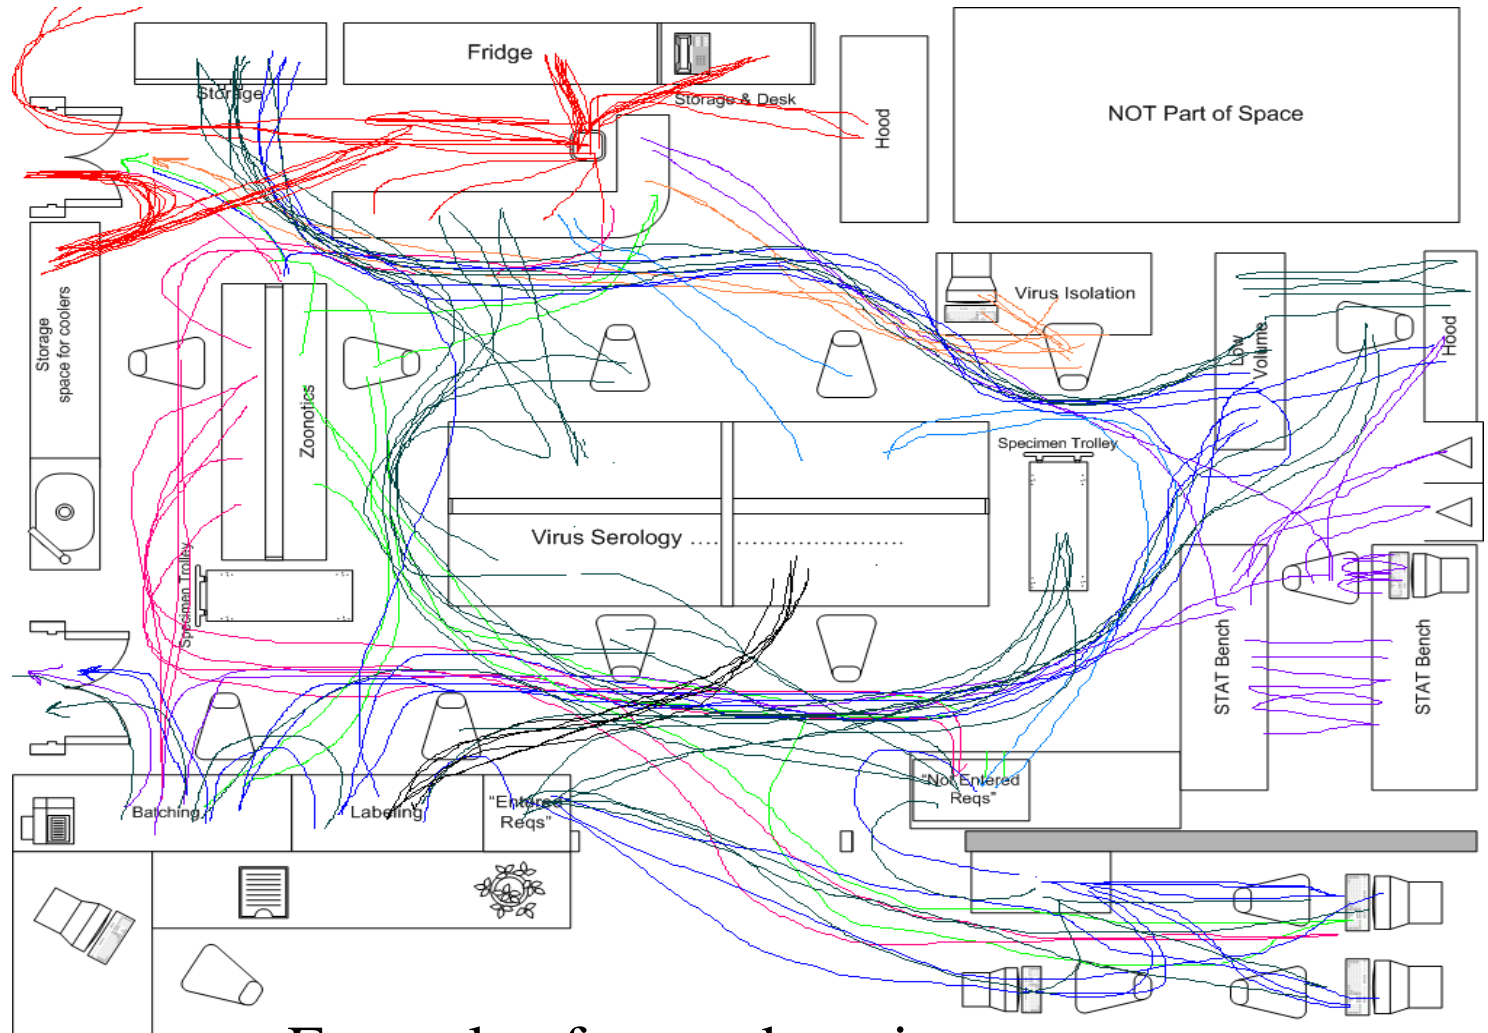 Fridge
Storage
Storage & Desk
Hood
NOT Part of Space
Virus Isolation
Storage
space for coolers
Zoonotics
Low
Volume
Hood
Specimen Trolley
Virus Serology ..........................
Specimen Trolley
STAT Bench
STAT Bench
Batching
Labeling
"Entered
Reqs"
"Not Entered
Reqs"